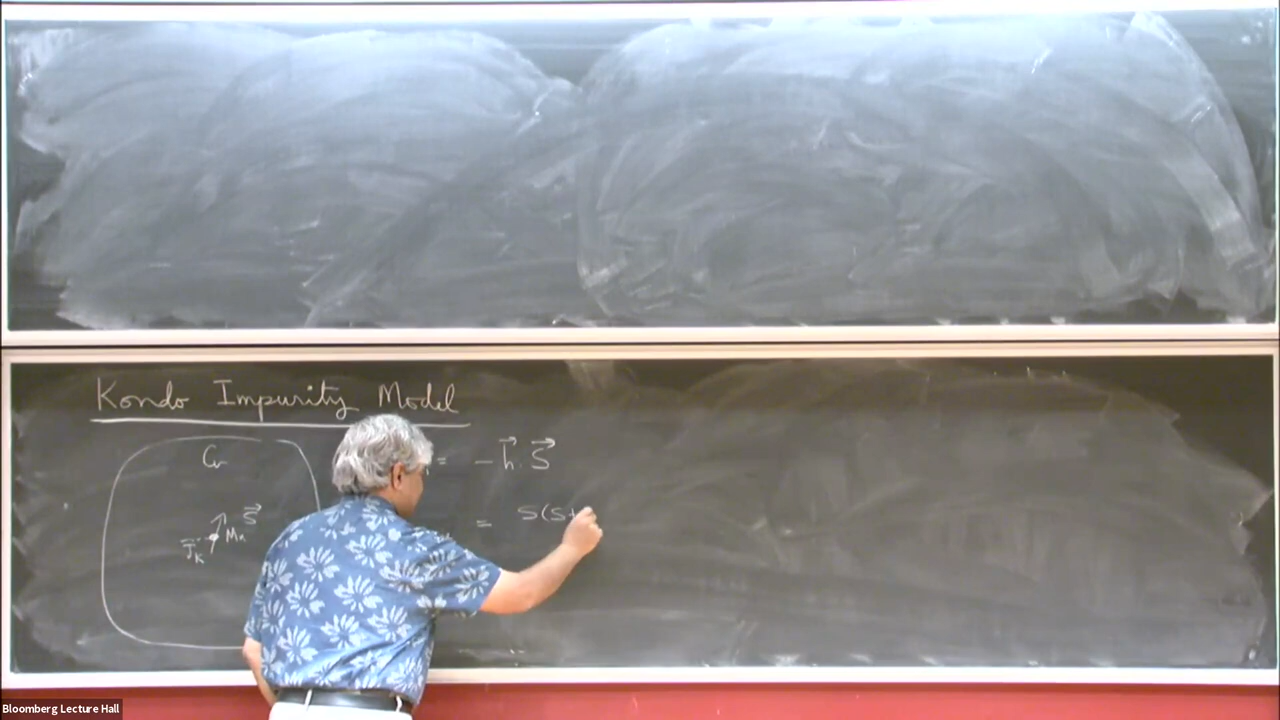 Kondo Impurity Model
Cu
= -h⃗.S⃗
S⃗
Mn
J_K
= S(S+
Bloomberg Lecture Hall